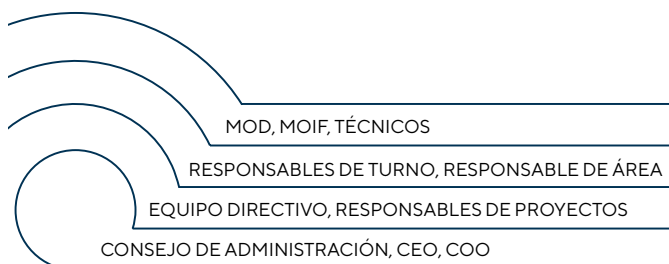 MOD, MOIF, TÉCNICOS
RESPONSABLES DE TURNO, RESPONSABLE DE ÁREA
EQUIPO DIRECTIVO, RESPONSABLES DE PROYECTOS
CONSEJO DE ADMINISTRACIÓN, CEO, COO